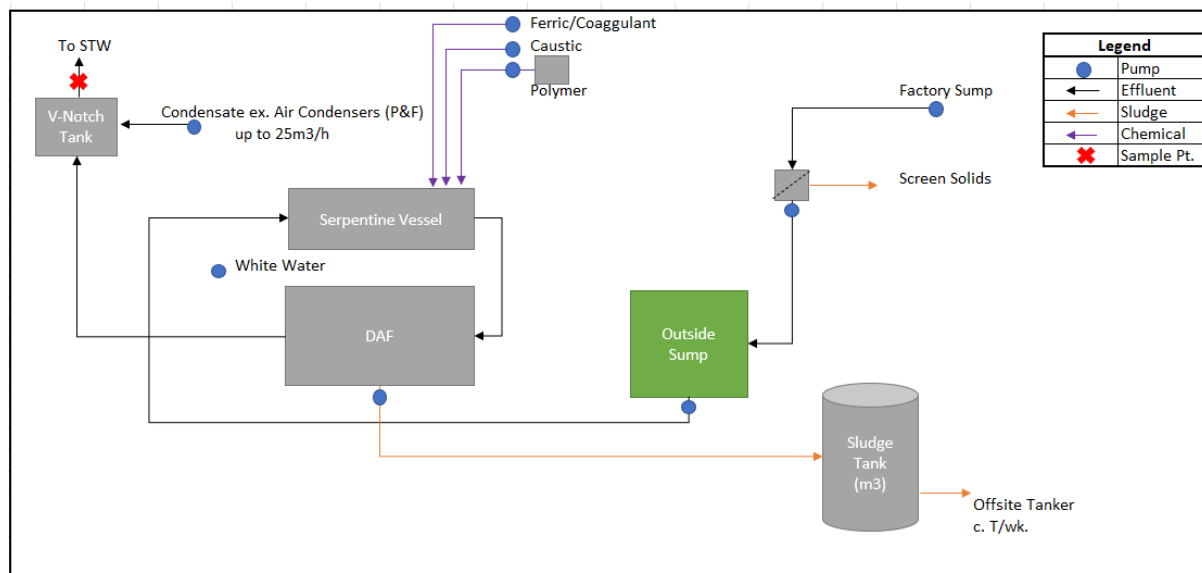 Ferric/Coaggulant
To STW
Caustic
Polymer
V-Notch
Tank
Condensate ex. Air Condensers (P&F)
up to 25m3/h
Factory Sump
Legend
Pump
Effluent
Sludge
Chemical
Sample Pt.
Screen Solids
Serpentine Vessel
White Water
DAF
Outside
Sump
Sludge
Tank
(m3)
Offsite Tanker
c. T/wk.